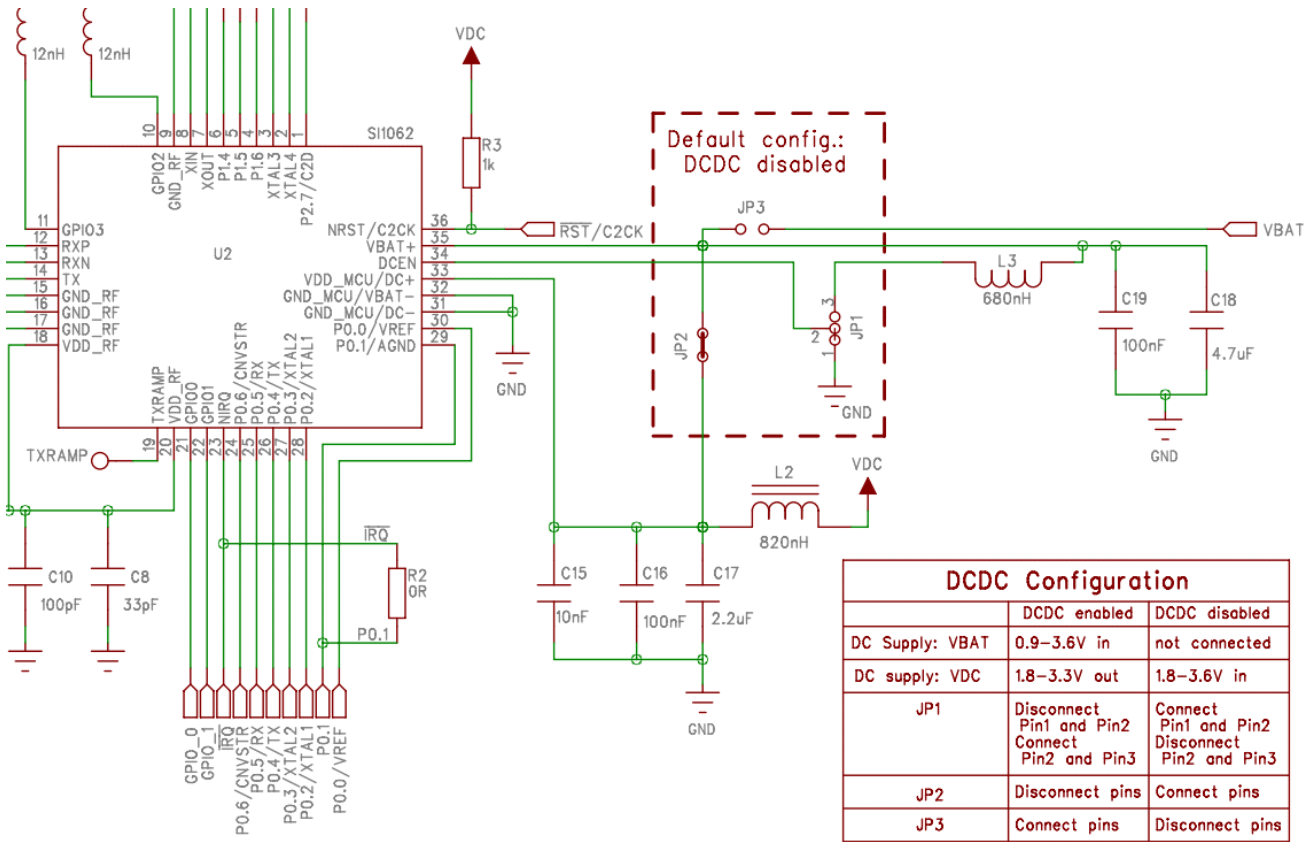 12nH
12nH
VDC
10
9
8
7
6
5
4
3
2
1
SI1062
GPIO2
GND_RF
XIN
XOUT
P1.4
P1.5
P1.6
XTAL3
XTAL4
P2.7/C2D
R3
1k
Default config.:
DCDC disabled
JP3
11 GPIO3
12 RXP
13 RXN
14 TX
15 GND_RF
16 GND_RF
17 GND_RF
18 VDD_RF
U2
NRST/C2CK 36
VBAT+ 35
DCEN 34
VDD_MCU/DC+ 33
GND_MCU/VBAT- 32
GND_MCU/DC- 31
P0.0/VREF 30
P0.1/AGND 29
RST/C2CK
VBAT
L3
680nH
JP2
3
2
1
JP1
GND
GND
C19
100nF
C18
4.7uF
GND
TXRAMP
VDD_RF
GPIO0
GPIO1
NIRQ
P0.6/CNVSTR
P0.5/RX
P0.4/TX
P0.3/XTAL2
P0.2/XTAL1
19
20
21
22
23
24
25
26
27
28
TXRAMP
VDC
L2
820nH
IRQ
R2
0R
P0.1
C10
100pF
C8
33pF
C15
10nF
C16
100nF
C17
2.2uF
GND
GPIO_0
GPIO_1
IRQ
P0.6/CNVSTR
P0.5/RX
P0.4/TX
P0.3/XTAL2
P0.2/XTAL1
P0.1
P0.0/VREF
DCDC Configuration
DCDC enabled DCDC disabled
DC Supply: VBAT 0.9-3.6V in not connected
DC supply: VDC 1.8-3.3V out 1.8-3.6V in
JP1 Disconnect Connect
Pin1 and Pin2 Pin1 and Pin2
Connect Disconnect
Pin2 and Pin3 Pin2 and Pin3
JP2 Disconnect pins Connect pins
JP3 Connect pins Disconnect pins